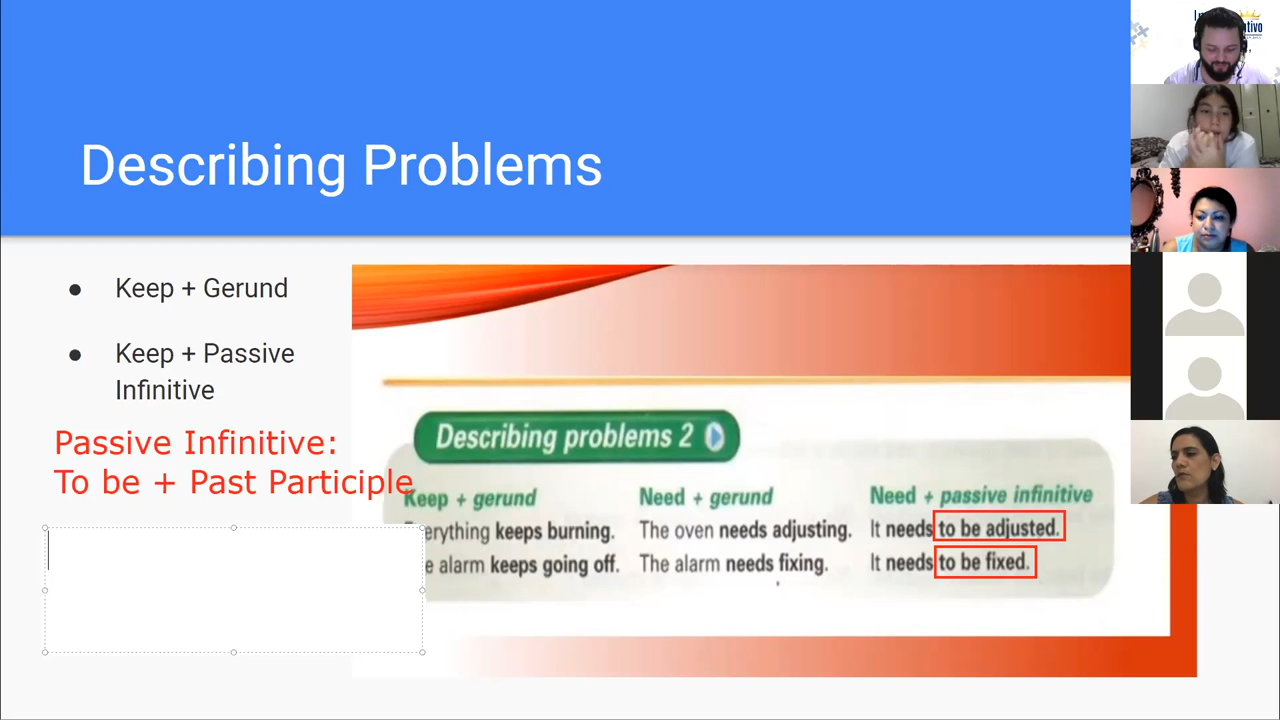 Describing Problems
● Keep + Gerund
● Keep + Passive
Infinitive
Passive Infinitive:
To be + Past Participle
Describing problems 2
Keep + gerund
erything keeps burning.
e alarm keeps going off.
Need + gerund
The oven needs adjusting.
The alarm needs fixing.
Need + passive infinitive
It needs to be adjusted.
It needs to be fixed.